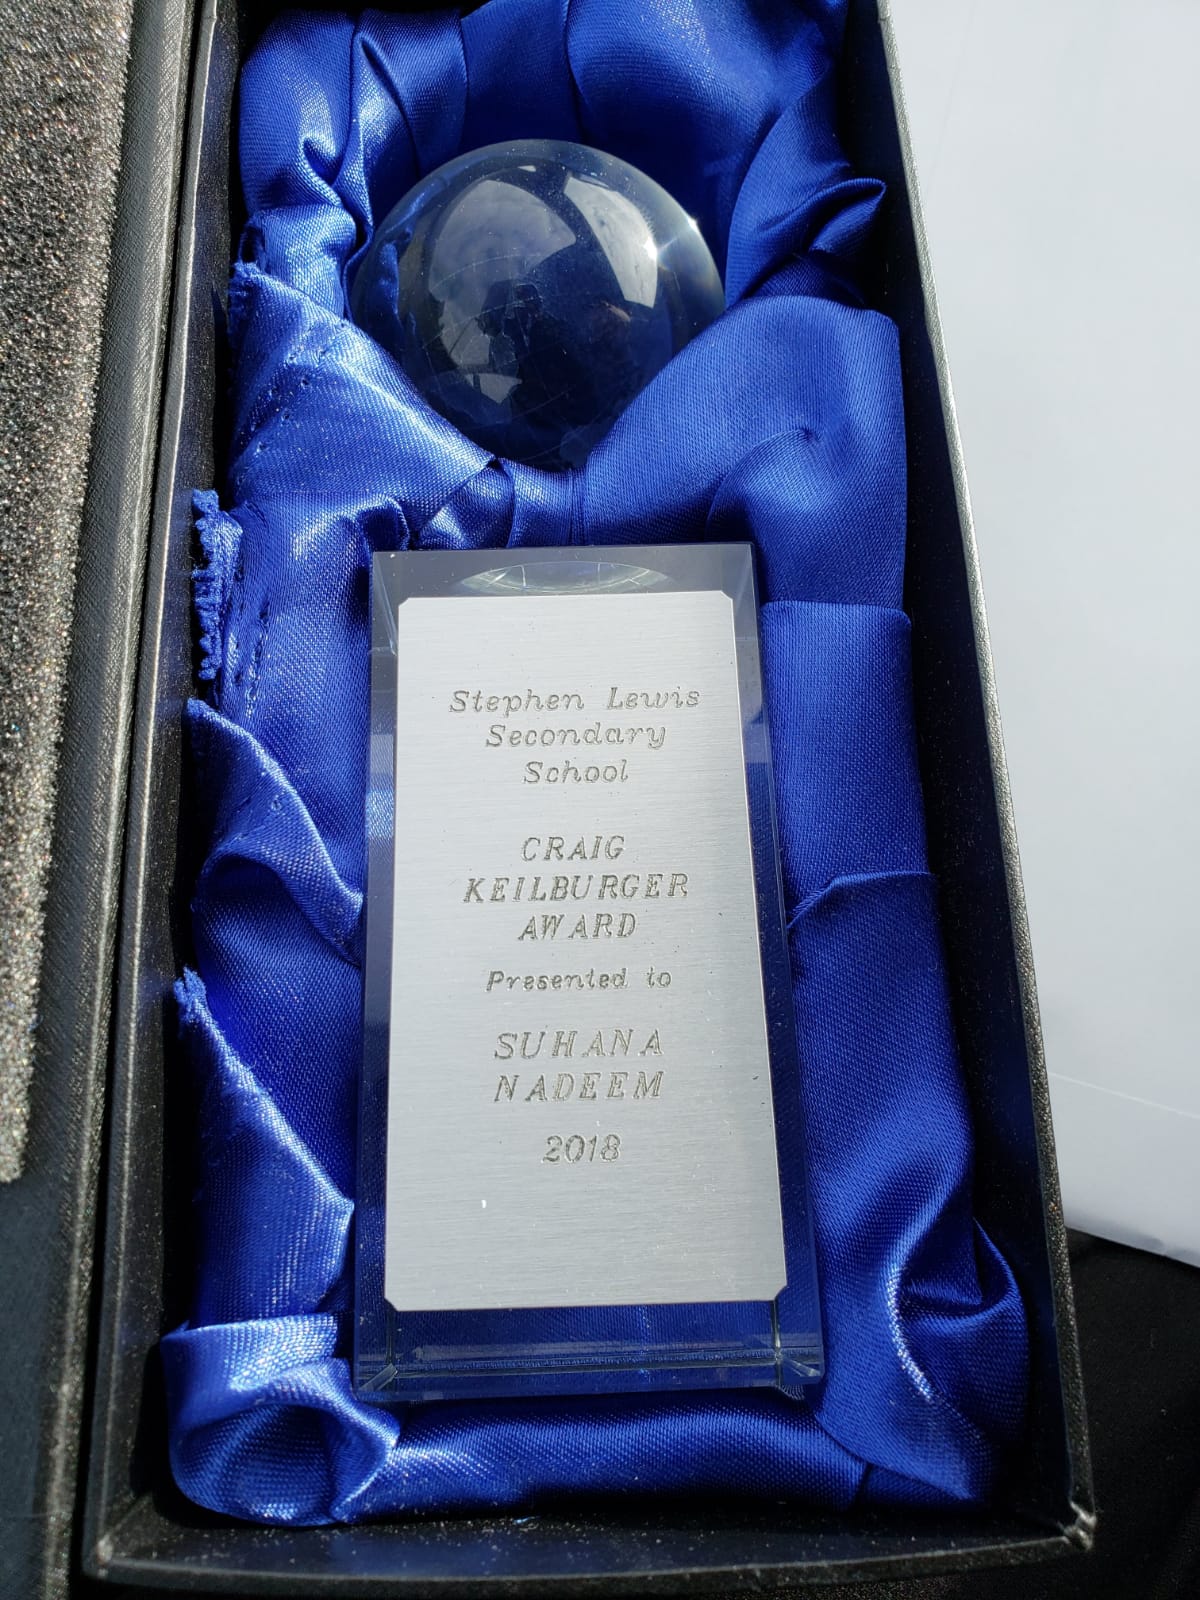 Stephen Lewis
Secondary
School
CRAIG
KEILBURGER
AWARD
Presented to
SUHANA
NADEEM
2018